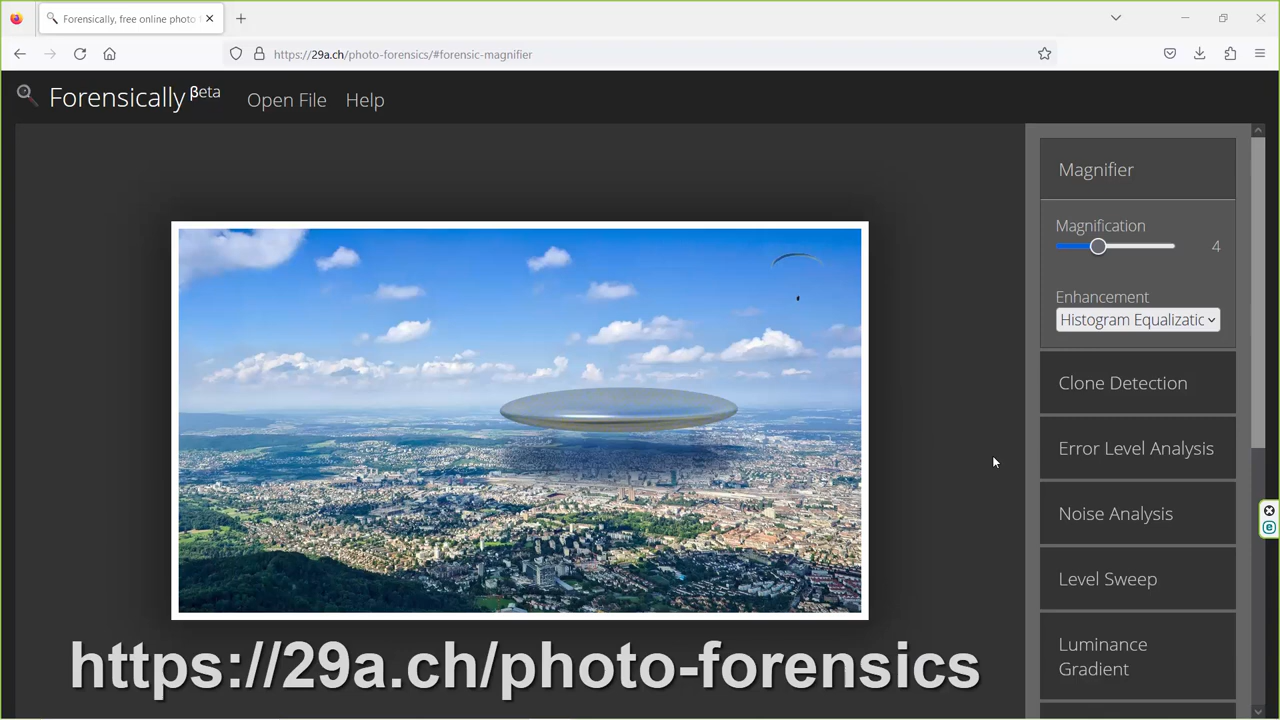 Forensically, free online photo
https://29a.ch/photo-forensics/#forensic-magnifier
Forensically βeta
Open File
Help
Magnifier
Magnification
4
Enhancement
Histogram Equalizatic
Clone Detection
Error Level Analysis
Noise Analysis
Level Sweep
Luminance
Gradient
https://29a.ch/photo-forensics